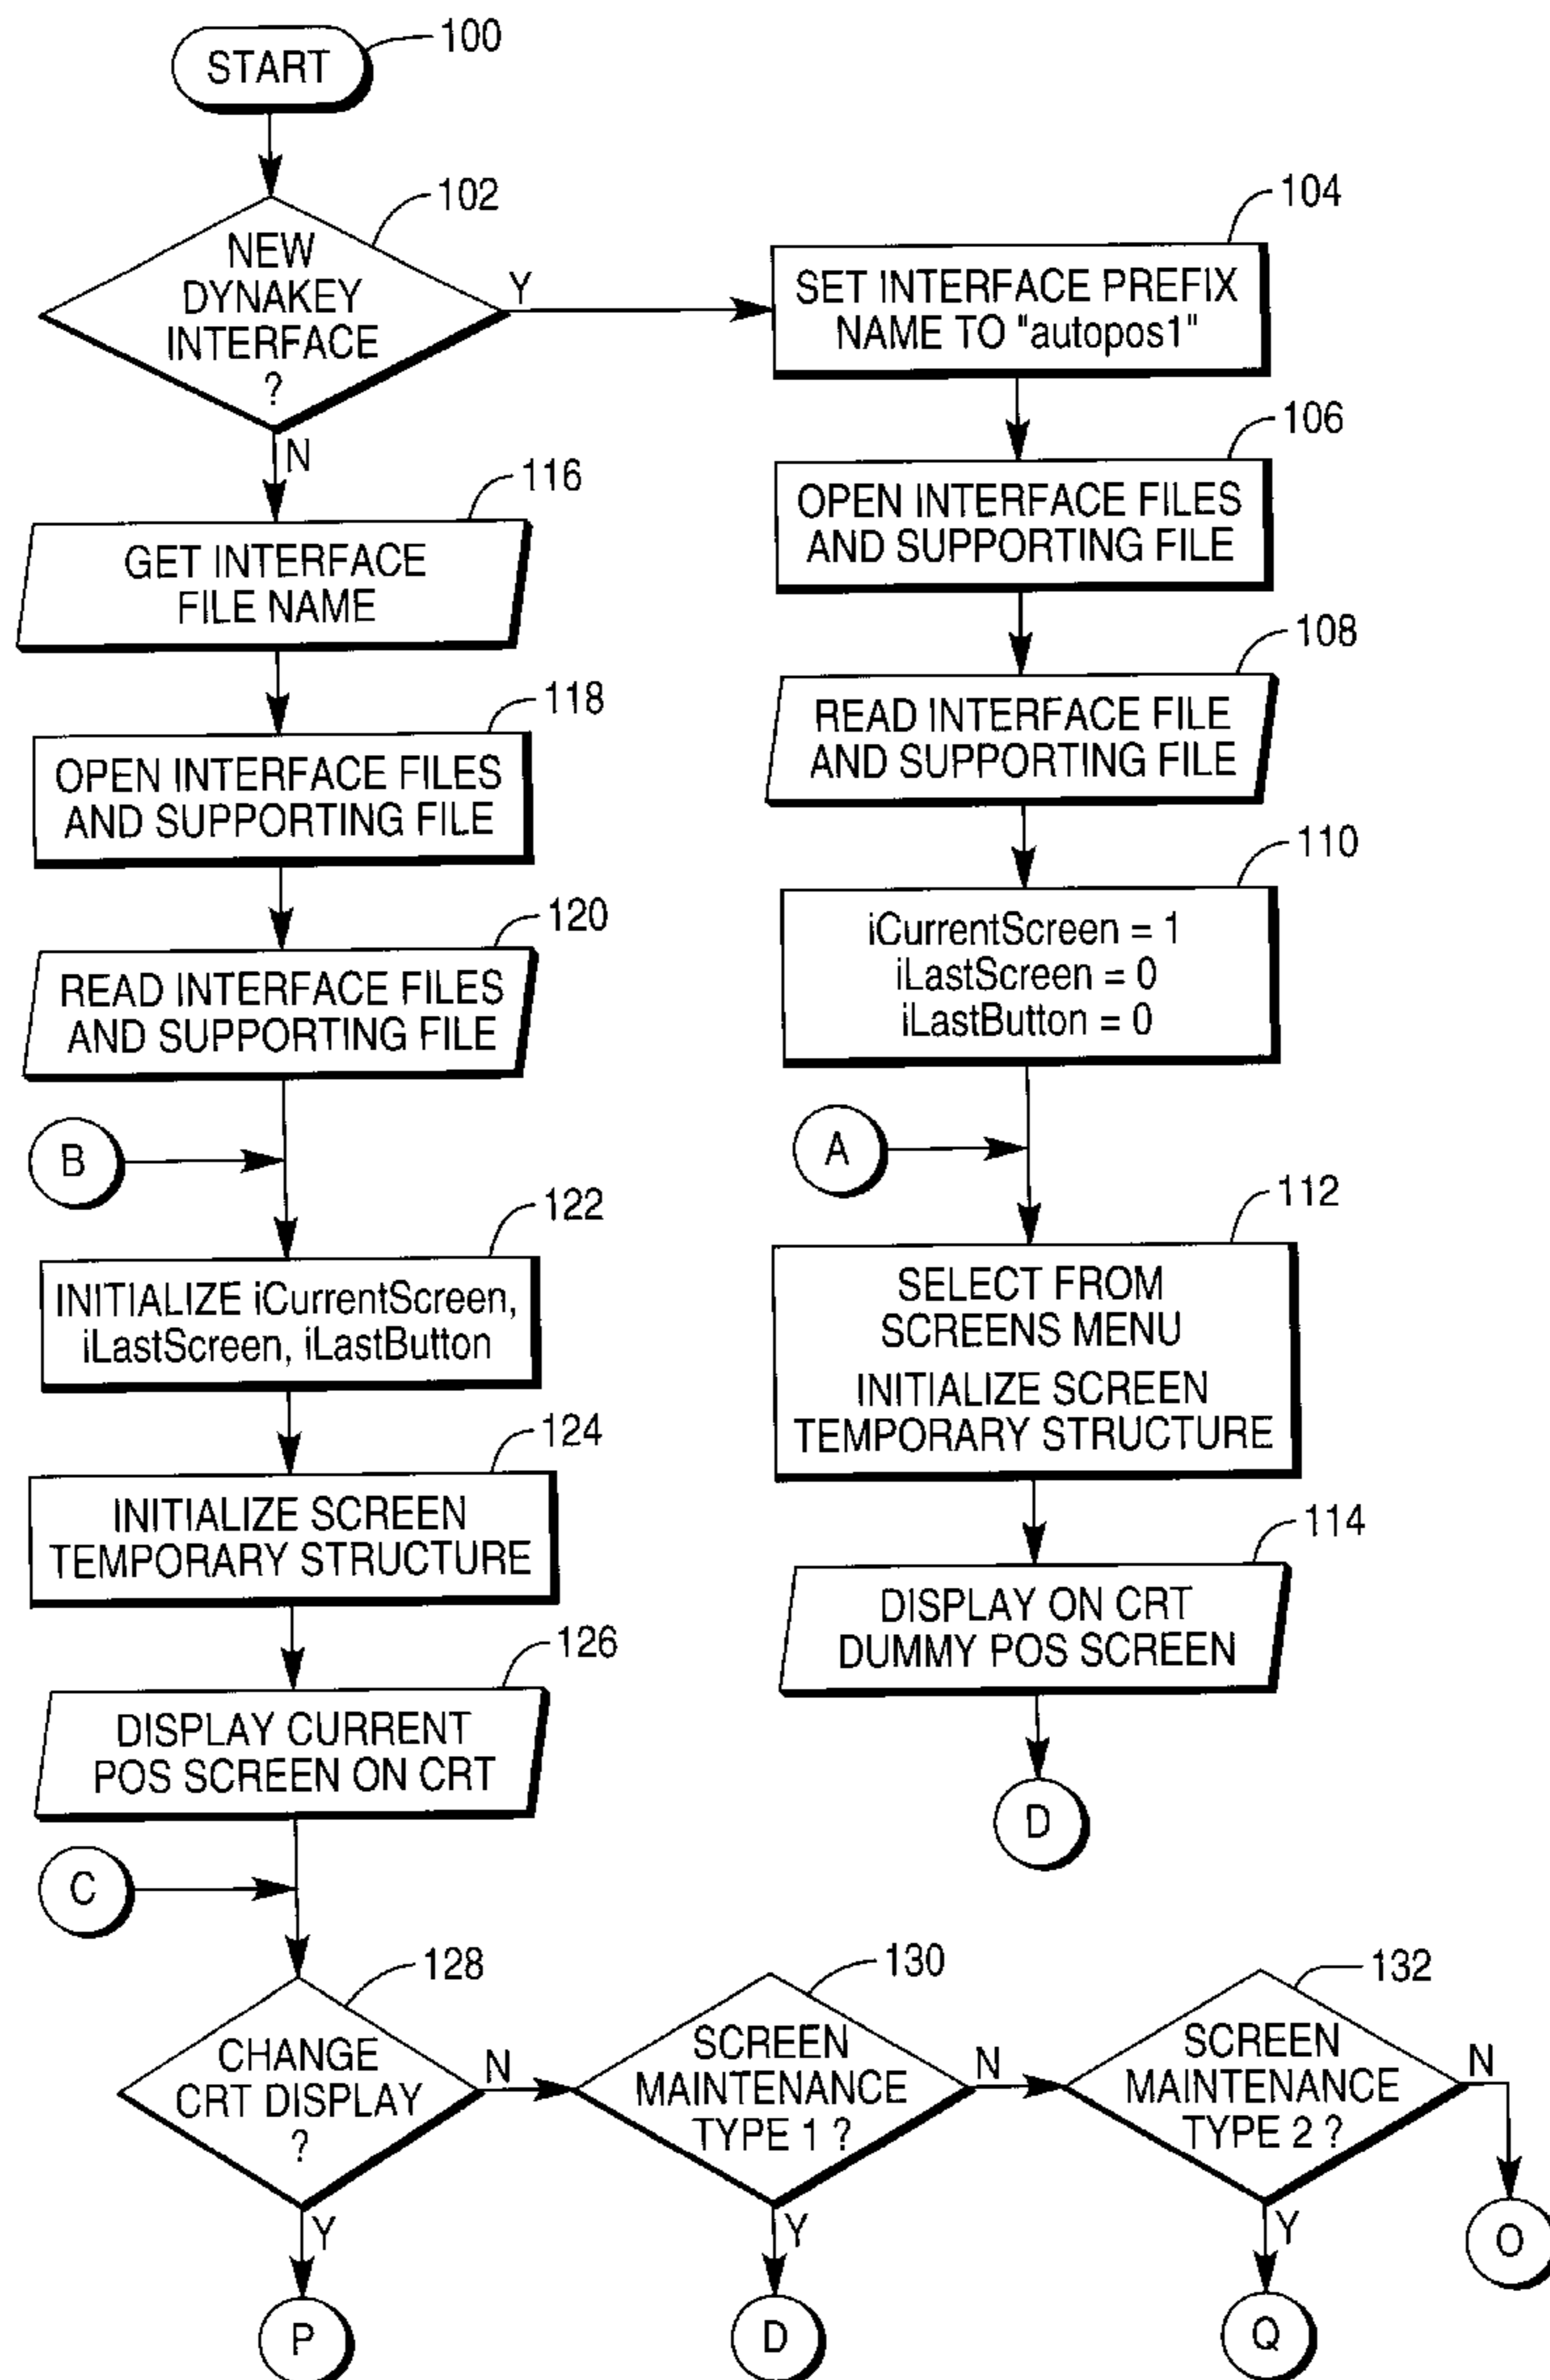 START
100
NEW
DYNAKEY
INTERFACE
?
102
Y
N
SET INTERFACE PREFIX
NAME TO "autopos1"
104
OPEN INTERFACE FILES
AND SUPPORTING FILE
106
READ INTERFACE FILE
AND SUPPORTING FILE
108
iCurrentScreen = 1
iLastScreen = 0
iLastButton = 0
110
A
SELECT FROM
SCREENS MENU
INITIALIZE SCREEN
TEMPORARY STRUCTURE
112
DISPLAY ON CRT
DUMMY POS SCREEN
114
D
GET INTERFACE
FILE NAME
116
OPEN INTERFACE FILES
AND SUPPORTING FILE
118
READ INTERFACE FILES
AND SUPPORTING FILE
120
B
INITIALIZE iCurrentScreen,
iLastScreen, iLastButton
122
INITIALIZE SCREEN
TEMPORARY STRUCTURE
124
DISPLAY CURRENT
POS SCREEN ON CRT
126
C
CHANGE
CRT DISPLAY
?
128
N
Y
P
SCREEN
MAINTENANCE
TYPE 1 ?
130
N
Y
D
SCREEN
MAINTENANCE
TYPE 2 ?
132
N
Y
Q
O